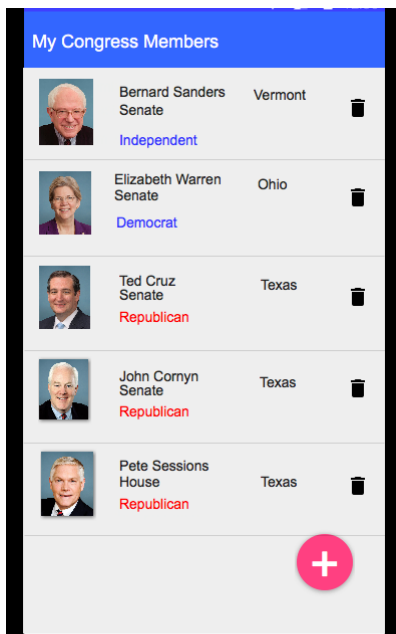 My Congress Members
Bernard Sanders
Senate
Vermont
Independent
Elizabeth Warren
Senate
Ohio
Democrat
Ted Cruz
Senate
Texas
Republican
John Cornyn
Senate
Texas
Republican
Pete Sessions
House
Texas
Republican